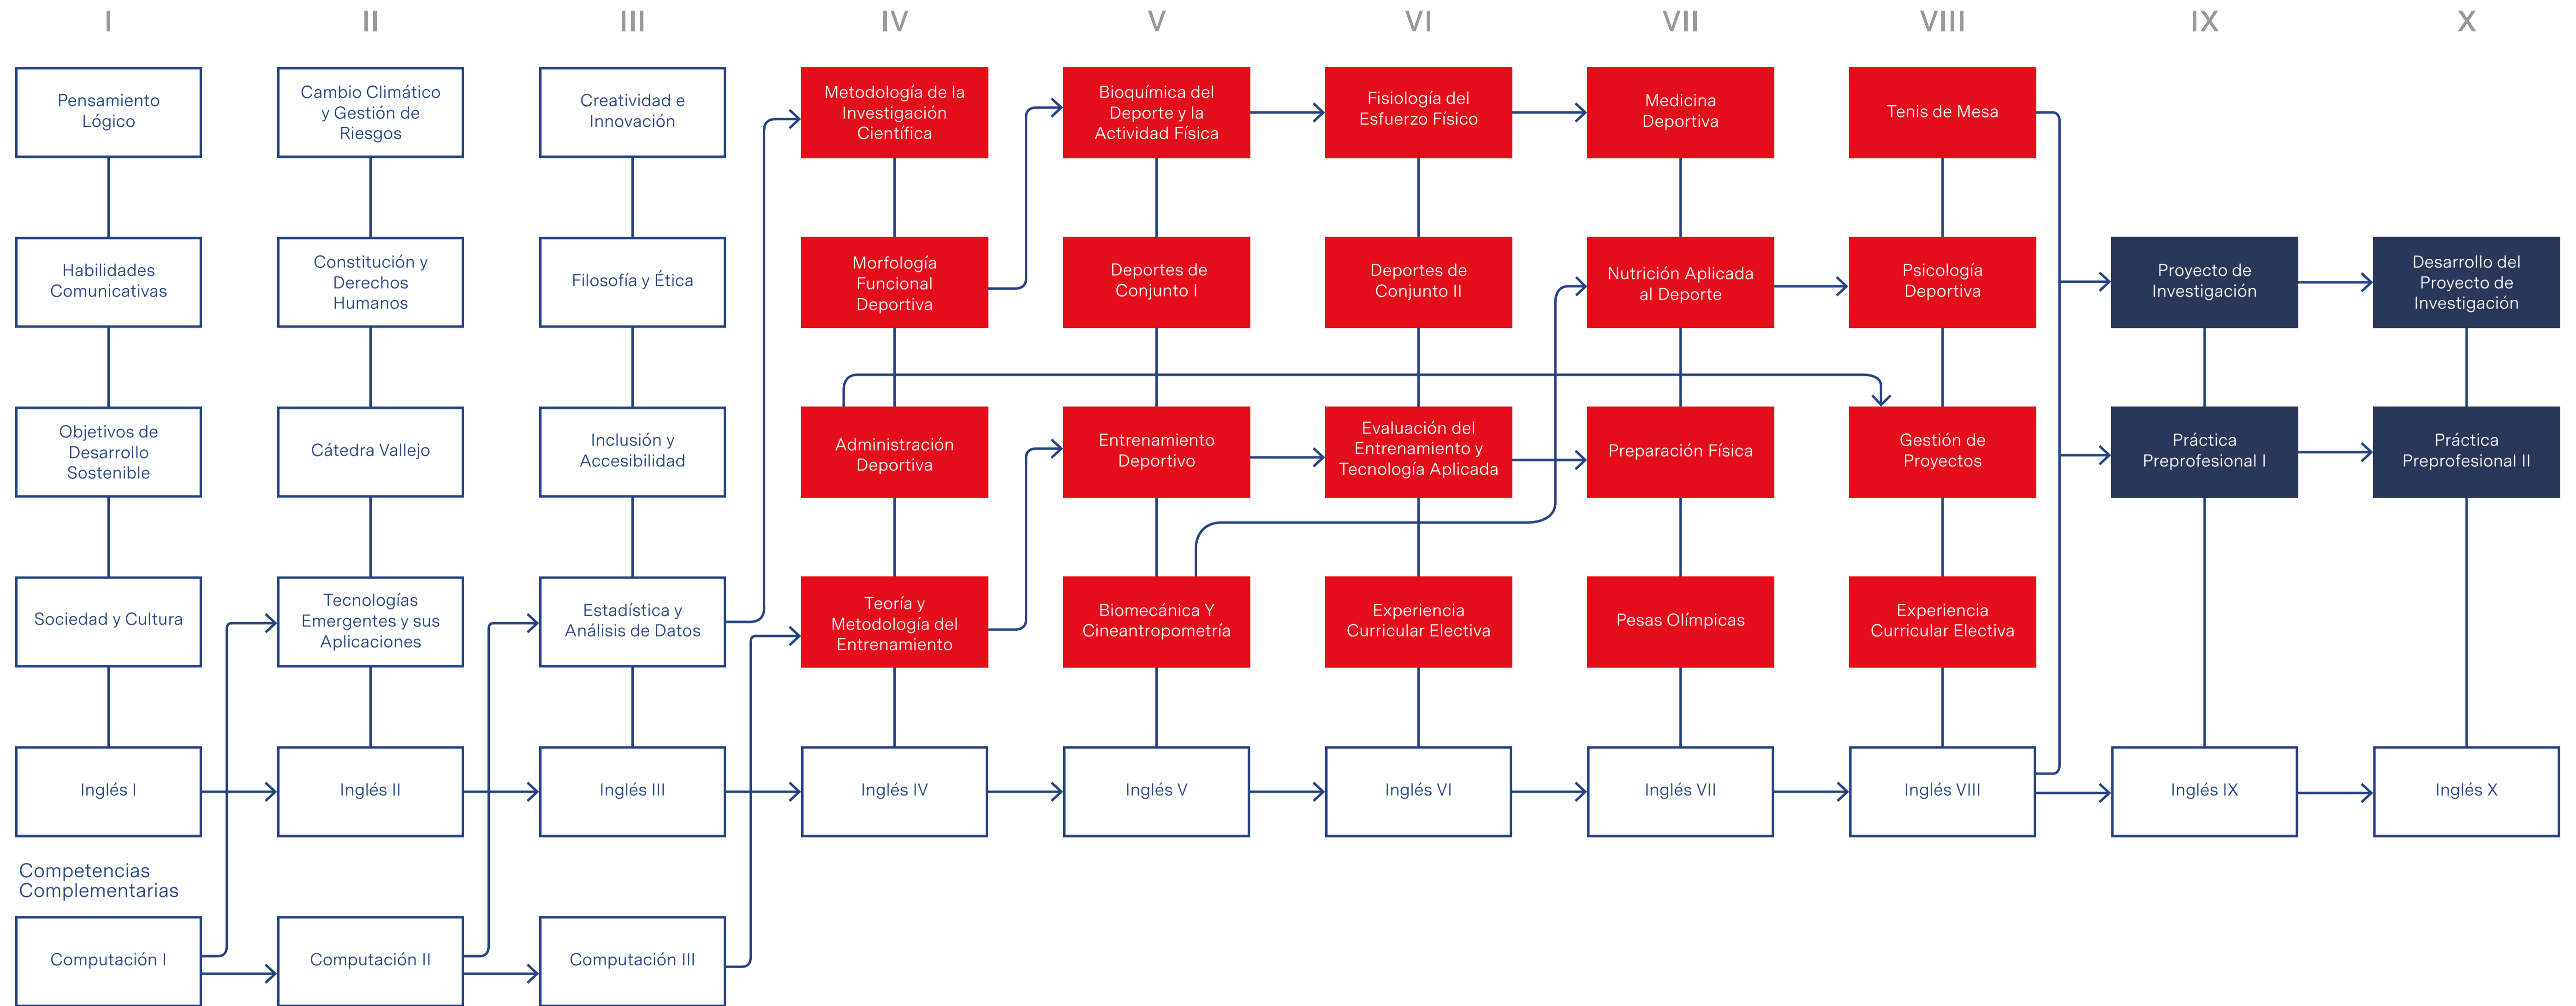 I
II
III
IV
V
VI
VII
VIII
IX
X
Pensamiento
Lógico
Cambio Climático
y Gestión de
Riesgos
Creatividad e
Innovación
Metodología de la
Investigación
Científica
Bioquímica del
Deporte y la
Actividad Física
Fisiología del
Esfuerzo Físico
Medicina
Deportiva
Tenis de Mesa
Habilidades
Comunicativas
Constitución y
Derechos
Humanos
Filosofía y Ética
Morfología
Funcional
Deportiva
Deportes de
Conjunto I
Deportes de
Conjunto II
Nutrición Aplicada
al Deporte
Psicología
Deportiva
Proyecto de
Investigación
Desarrollo del
Proyecto de
Investigación
Objetivos de
Desarrollo
Sostenible
Cátedra Vallejo
Inclusión y
Accesibilidad
Administración
Deportiva
Entrenamiento
Deportivo
Evaluación del
Entrenamiento y
Tecnología Aplicada
Preparación Física
Gestión de
Proyectos
Práctica
Preprofesional I
Práctica
Preprofesional II
Sociedad y Cultura
Tecnologías
Emergentes y sus
Aplicaciones
Estadística y
Análisis de Datos
Teoría y
Metodología del
Entrenamiento
Biomecánica Y
Cineantropometría
Experiencia
Curricular Electiva
Pesas Olímpicas
Experiencia
Curricular Electiva
Inglés I
Inglés II
Inglés III
Inglés IV
Inglés V
Inglés VI
Inglés VII
Inglés VIII
Inglés IX
Inglés X
Competencias
Complementarias
Computación I
Computación II
Computación III